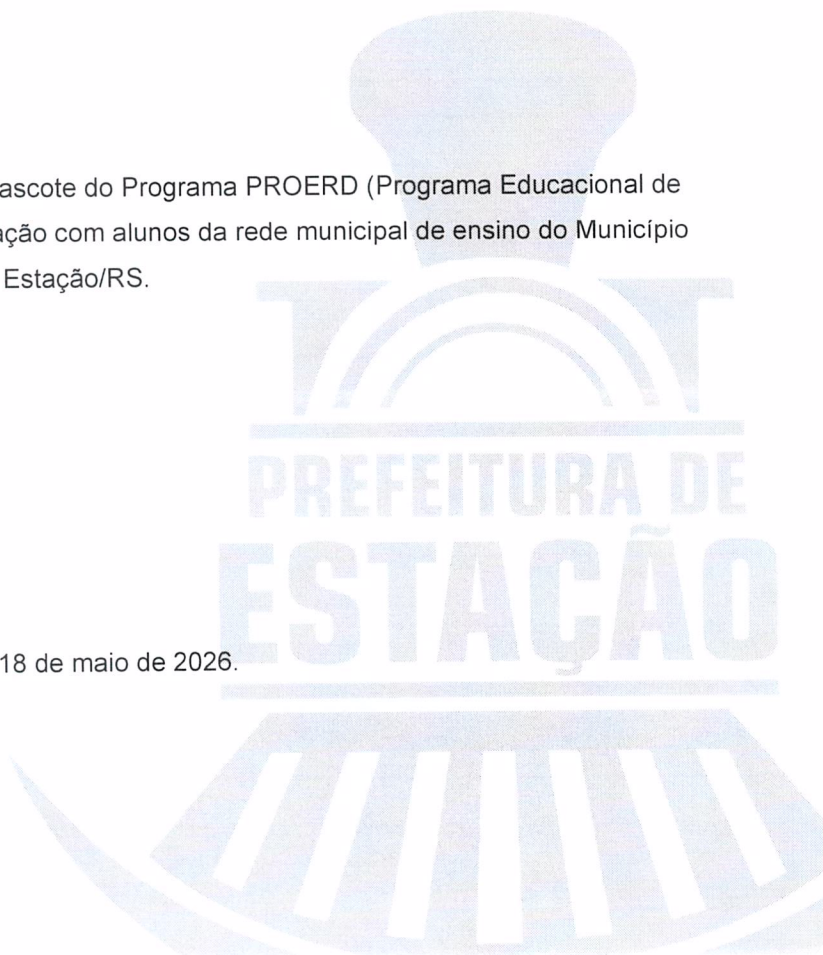 ascote do Programa PROERD (Programa Educacional de
ação com alunos da rede municipal de ensino do Município
Estação/RS.
PREFEITURA DE
ESTAÇÃO
18 de maio de 2026.